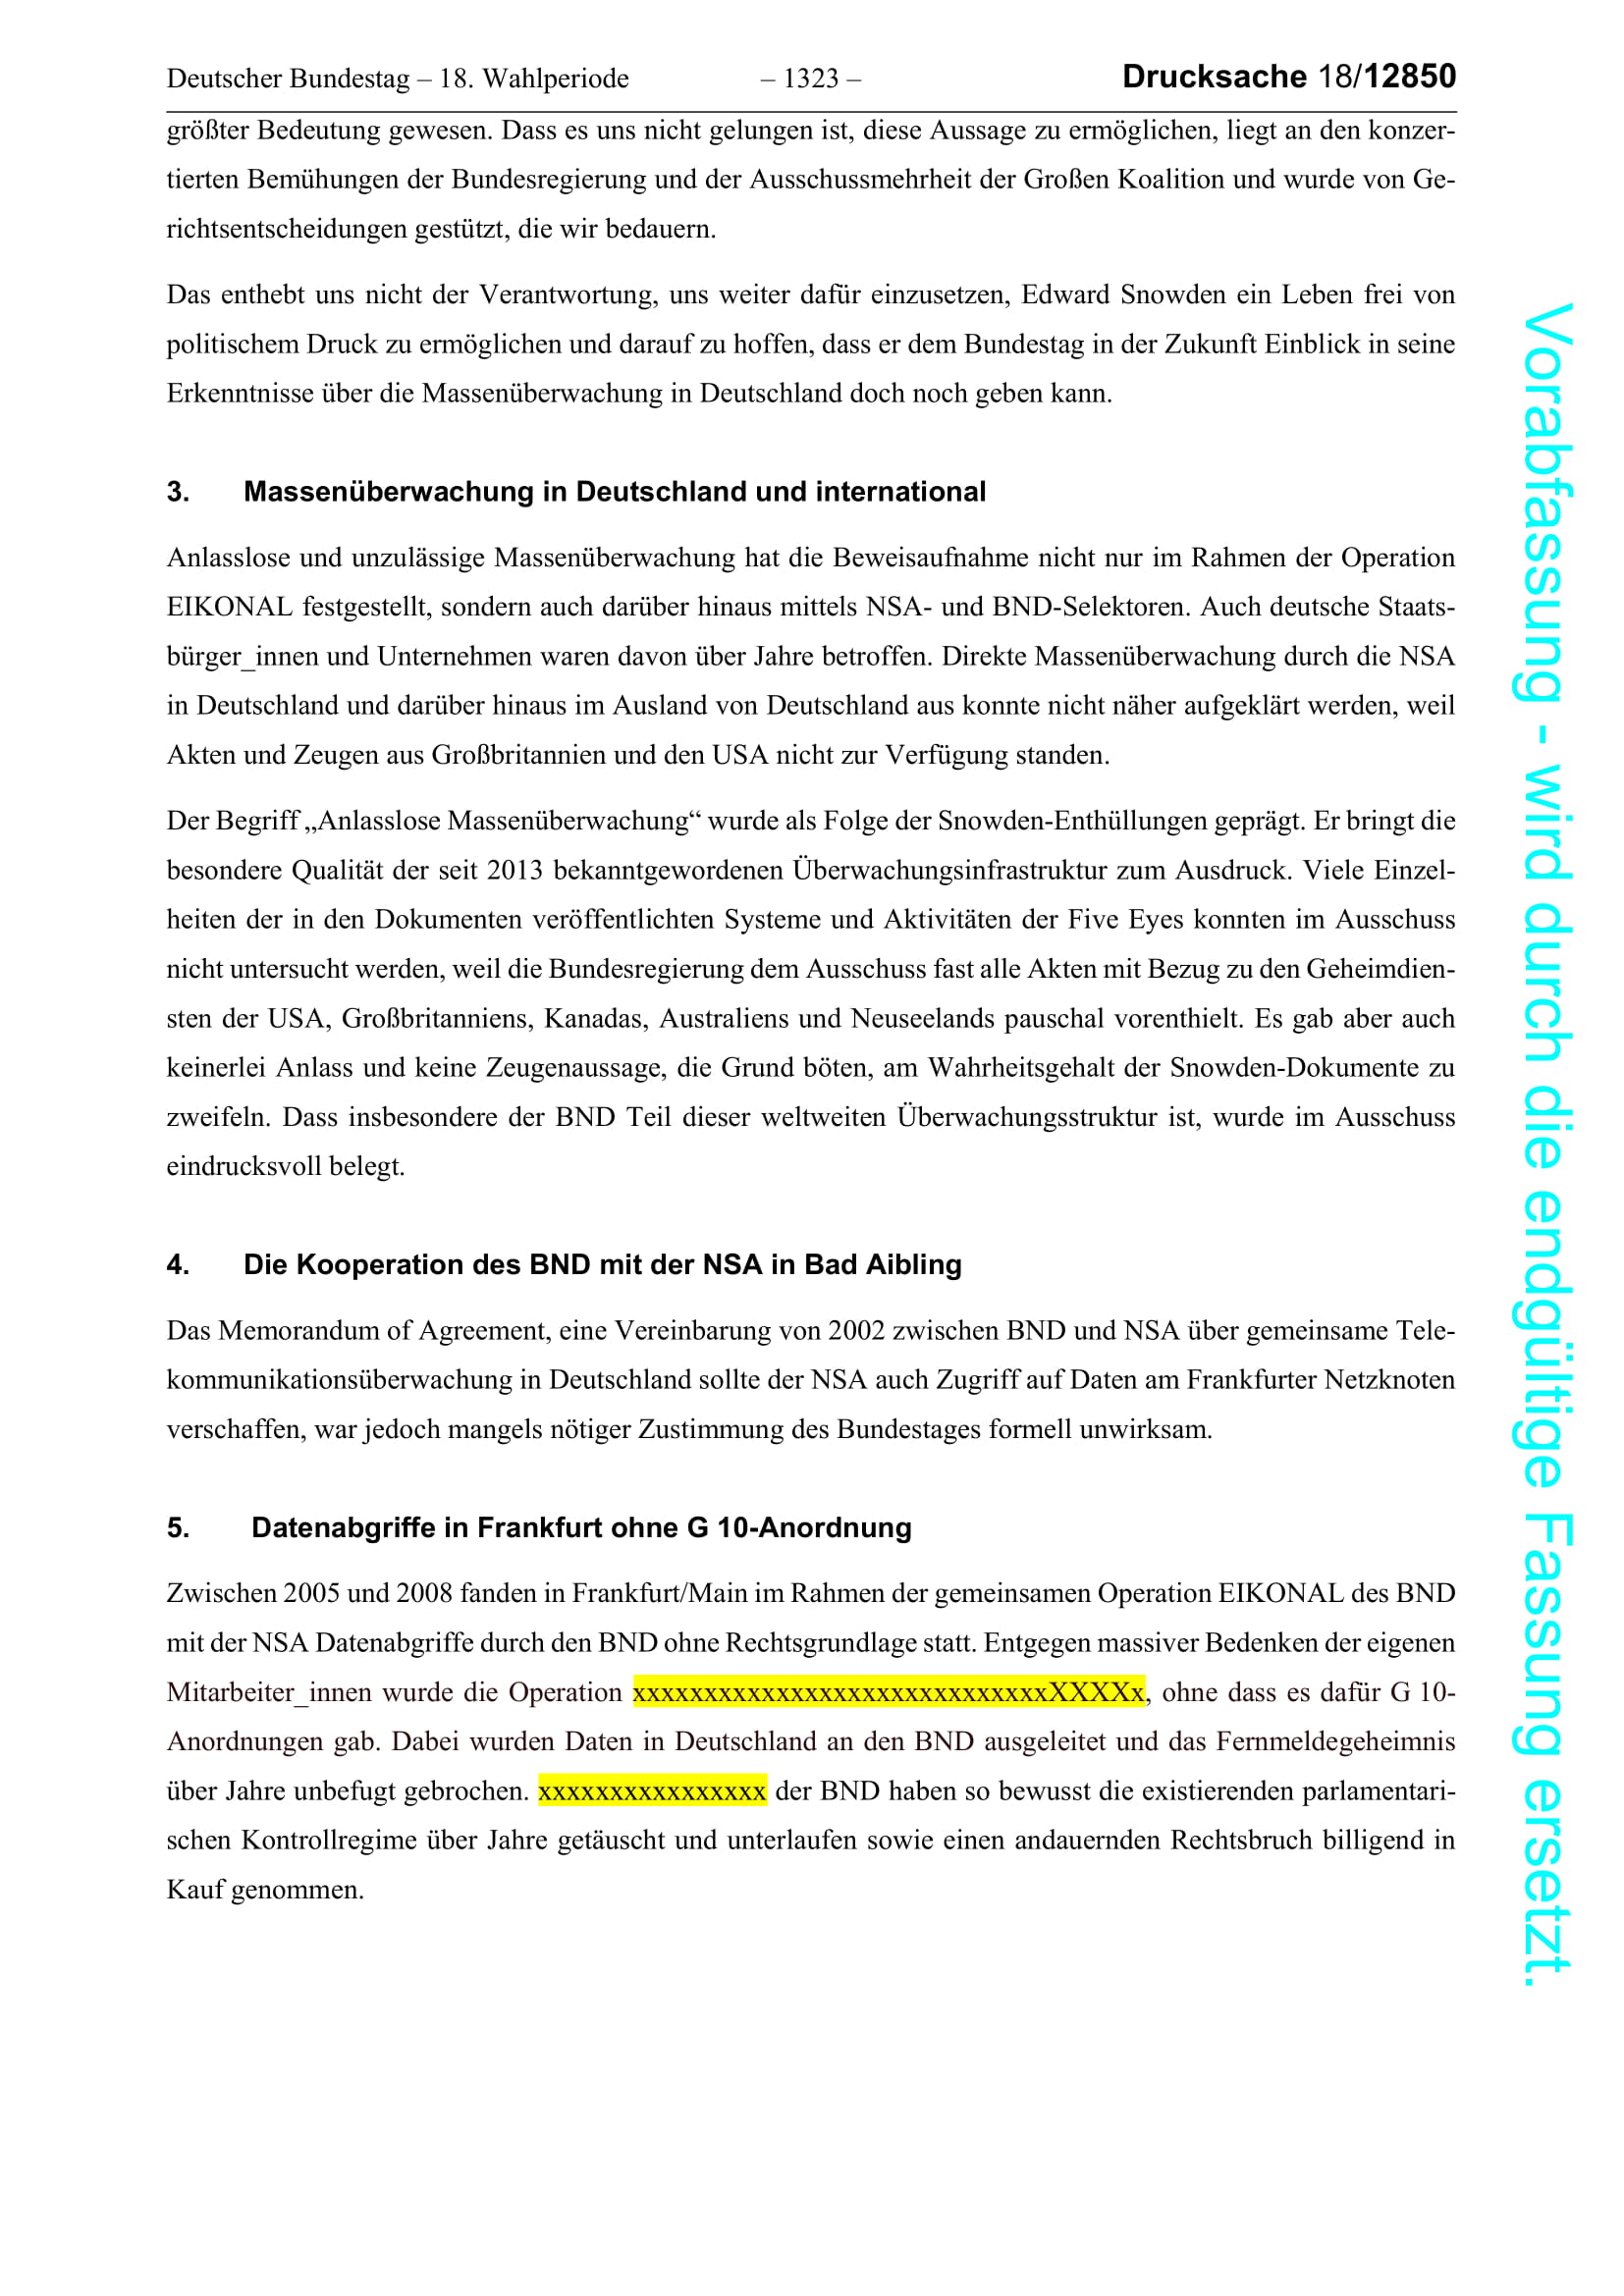 Deutscher Bundestag – 18. Wahlperiode – 1323 – Drucksache 18/12850
größter Bedeutung gewesen. Dass es uns nicht gelungen ist, diese Aussage zu ermöglichen, liegt an den konzer-
tierten Bemühungen der Bundesregierung und der Ausschussmehrheit der Großen Koalition und wurde von Ge-
richtsentscheidungen gestützt, die wir bedauern.
Das enthebt uns nicht der Verantwortung, uns weiter dafür einzusetzen, Edward Snowden ein Leben frei von
politischem Druck zu ermöglichen und darauf zu hoffen, dass er dem Bundestag in der Zukunft Einblick in seine
Erkenntnisse über die Massenüberwachung in Deutschland doch noch geben kann.
3. Massenüberwachung in Deutschland und international
Anlasslose und unzulässige Massenüberwachung hat die Beweisaufnahme nicht nur im Rahmen der Operation
EIKONAL festgestellt, sondern auch darüber hinaus mittels NSA- und BND-Selektoren. Auch deutsche Staats-
bürger_innen und Unternehmen waren davon über Jahre betroffen. Direkte Massenüberwachung durch die NSA
in Deutschland und darüber hinaus im Ausland von Deutschland aus konnte nicht näher aufgeklärt werden, weil
Akten und Zeugen aus Großbritannien und den USA nicht zur Verfügung standen.
Der Begriff „Anlasslose Massenüberwachung“ wurde als Folge der Snowden-Enthüllungen geprägt. Er bringt die
besondere Qualität der seit 2013 bekanntgewordenen Überwachungsinfrastruktur zum Ausdruck. Viele Einzel-
heiten der in den Dokumenten veröffentlichten Systeme und Aktivitäten der Five Eyes konnten im Ausschuss
nicht untersucht werden, weil die Bundesregierung dem Ausschuss fast alle Akten mit Bezug zu den Geheimdien-
sten der USA, Großbritanniens, Kanadas, Australiens und Neuseelands pauschal vorenthielt. Es gab aber auch
keinerlei Anlass und keine Zeugenaussage, die Grund böten, am Wahrheitsgehalt der Snowden-Dokumente zu
zweifeln. Dass insbesondere der BND Teil dieser weltweiten Überwachungsstruktur ist, wurde im Ausschuss
eindrucksvoll belegt.
4. Die Kooperation des BND mit der NSA in Bad Aibling
Das Memorandum of Agreement, eine Vereinbarung von 2002 zwischen BND und NSA über gemeinsame Tele-
kommunikationsüberwachung in Deutschland sollte der NSA auch Zugriff auf Daten am Frankfurter Netzknoten
verschaffen, war jedoch mangels nötiger Zustimmung des Bundestages formell unwirksam.
5. Datenabgriffe in Frankfurt ohne G 10-Anordnung
Zwischen 2005 und 2008 fanden in Frankfurt/Main im Rahmen der gemeinsamen Operation EIKONAL des BND
mit der NSA Datenabgriffe durch den BND ohne Rechtsgrundlage statt. Entgegen massiver Bedenken der eigenen
Mitarbeiter_innen wurde die Operation xxxxxxxxxxxxxxxxxxxxxxxxxxxxxXXXXx, ohne dass es dafür G 10-
Anordnungen gab. Dabei wurden Daten in Deutschland an den BND ausgeleitet und das Fernmeldegeheimnis
über Jahre unbefugt gebrochen. xxxxxxxxxxxxxxxx der BND haben so bewusst die existierenden parlamentari-
schen Kontrollregime über Jahre getäuscht und unterlaufen sowie einen andauernden Rechtsbruch billigend in
Kauf genommen.
Vorabfassung - wird durch die endgültige Fassung ersetzt.